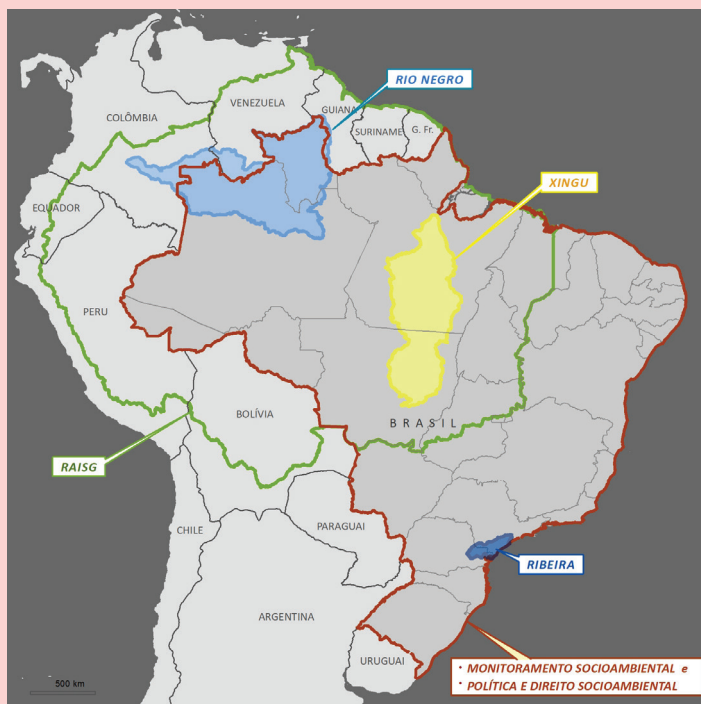 RIO NEGRO
VENEZUELA
GUIANA
COLÔMBIA
SURINAME
G. Fr.
XINGU
EQUADOR
PERU
BRASIL
BOLÍVIA
RAISG
PARAGUAI
CHILE
RIBEIRA
ARGENTINA
URUGUAI
· MONITORAMENTO SOCIOAMBIENTAL e
· POLÍTICA E DIREITO SOCIOAMBIENTAL
500 km